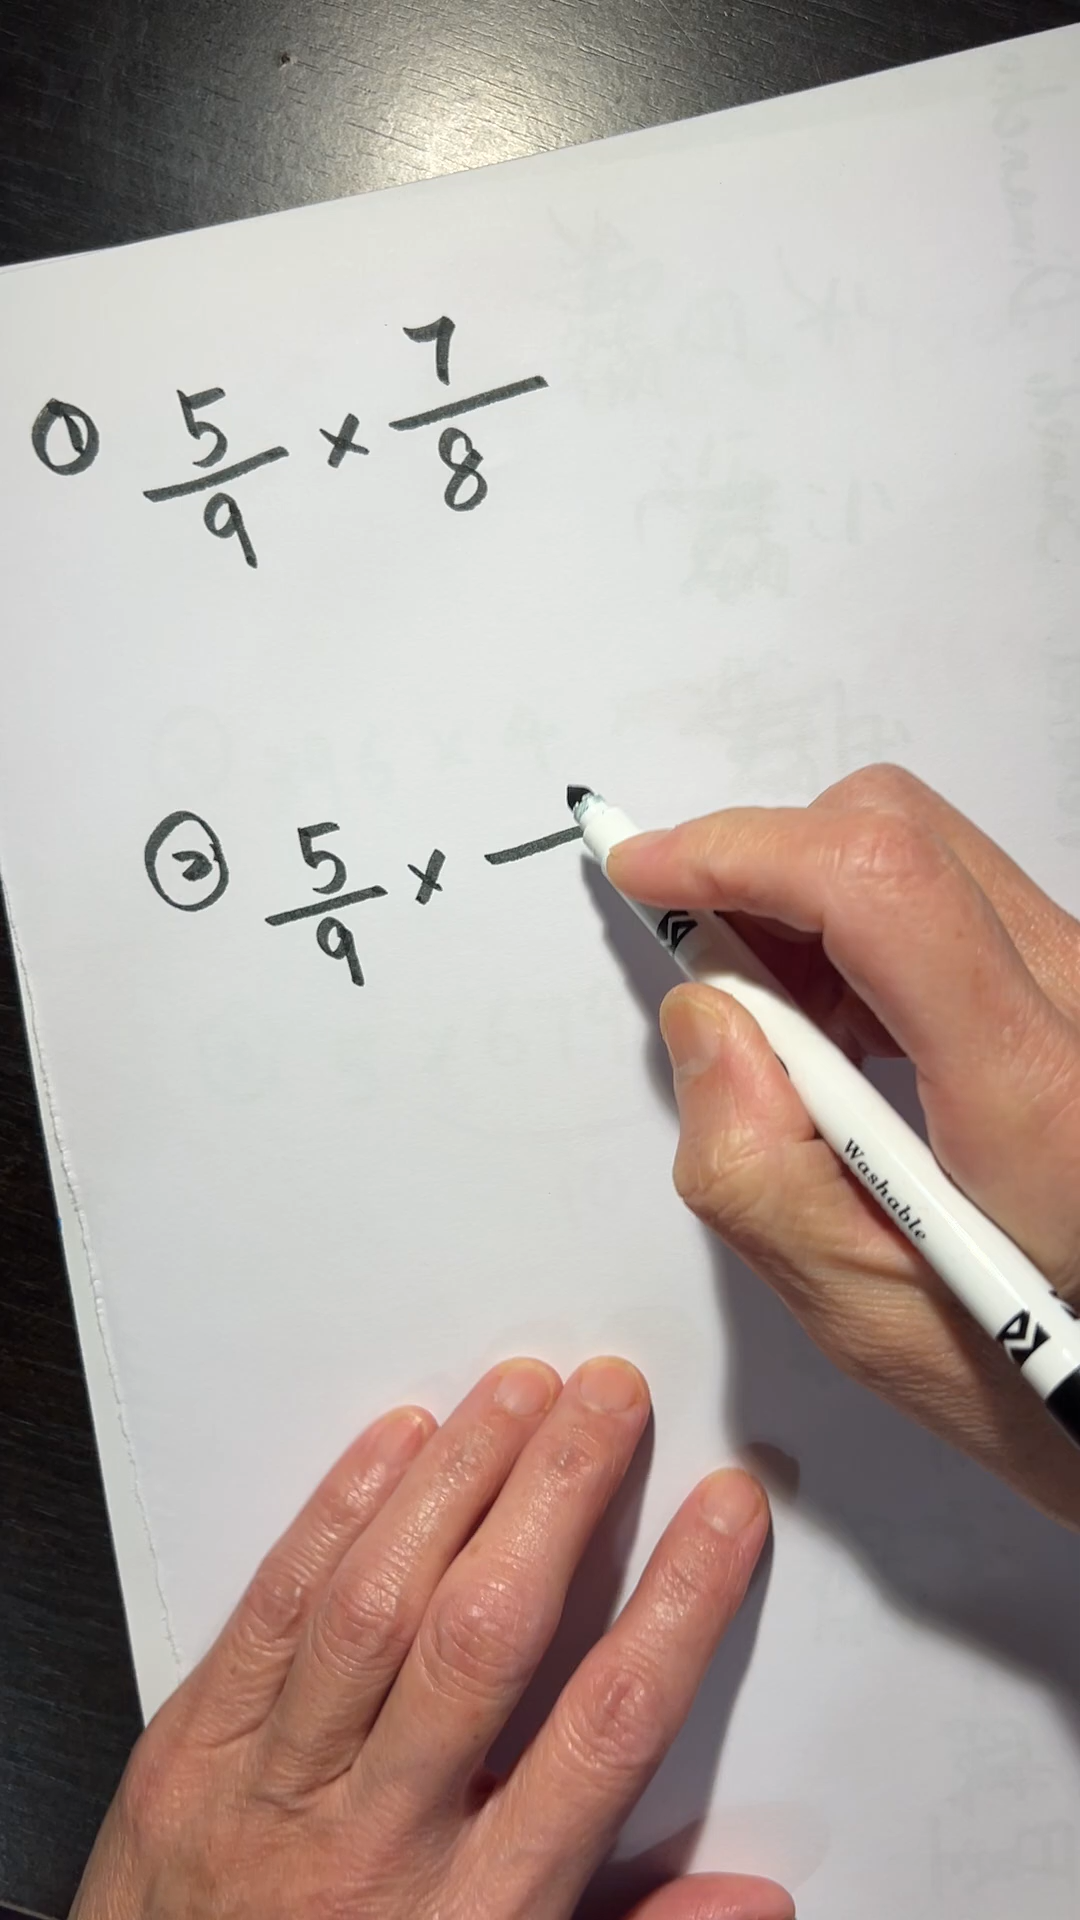 ① 5/9 × 7/8
② 5/9 ×
Washable